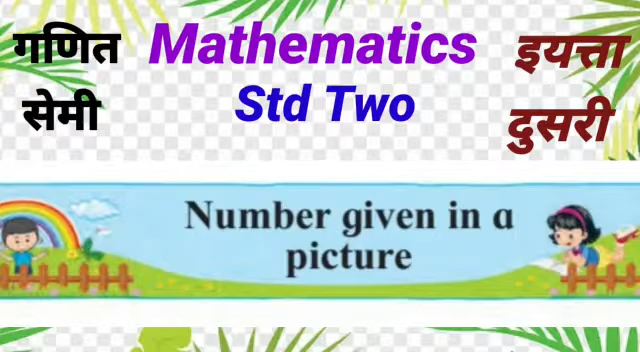 गणित
सेमी
Mathematics
Std Two
इयत्ता
दुसरी
Number given in a
picture